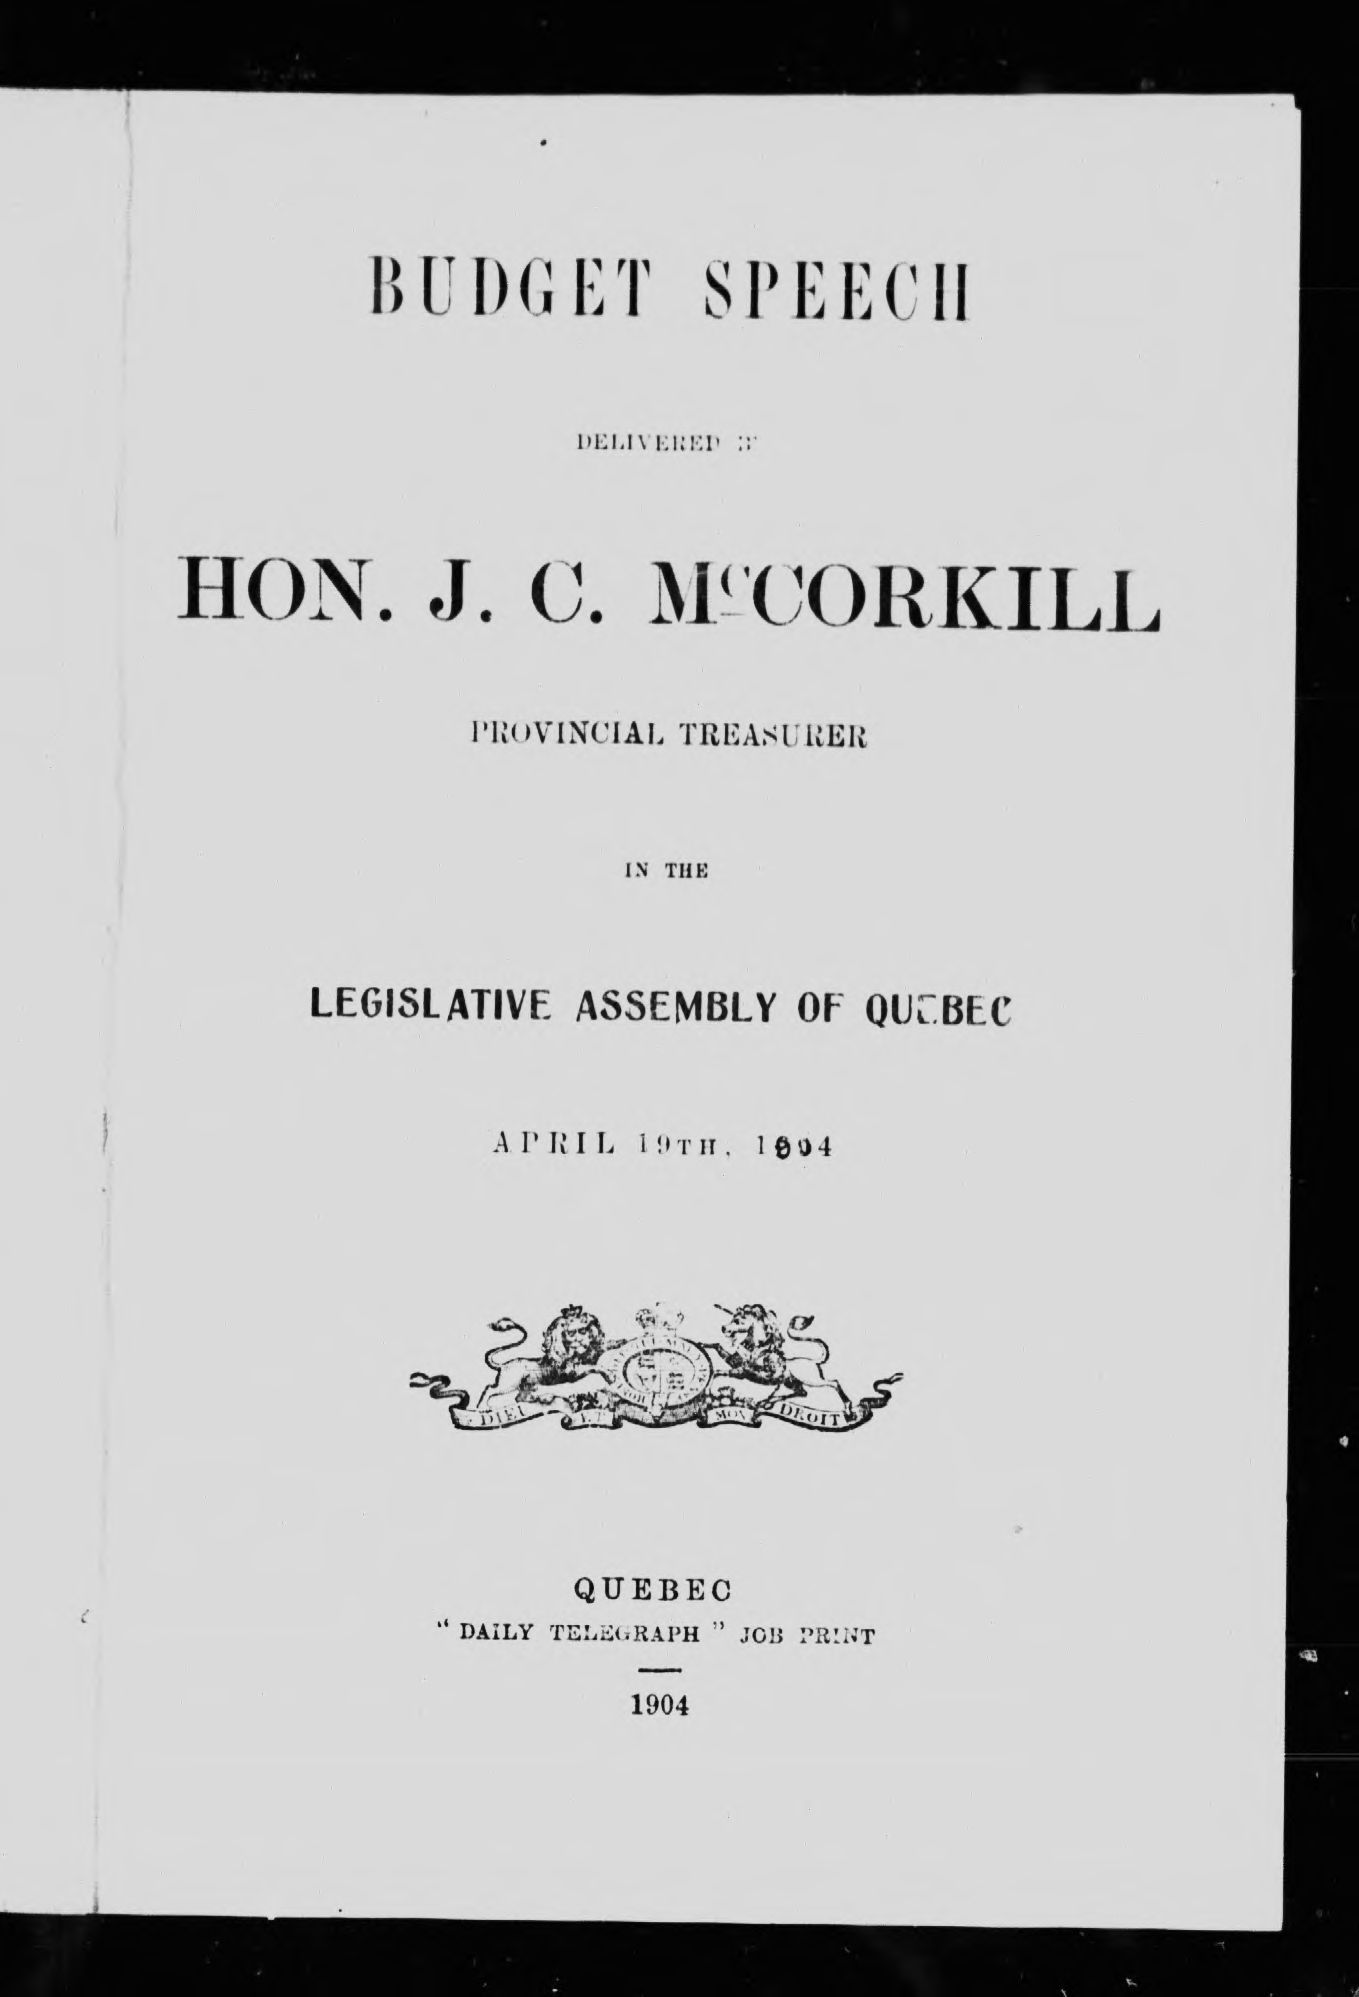 BUDGET SPEECH
DELIVERED BY
HON. J. C. McCORKILL
PROVINCIAL TREASURER
IN THE
LEGISLATIVE ASSEMBLY OF QUEBEC
APRIL 19TH, 1904
DIEU ET MON DROIT
QUEBEC
“ DAILY TELEGRAPH ” JOB PRINT
1904